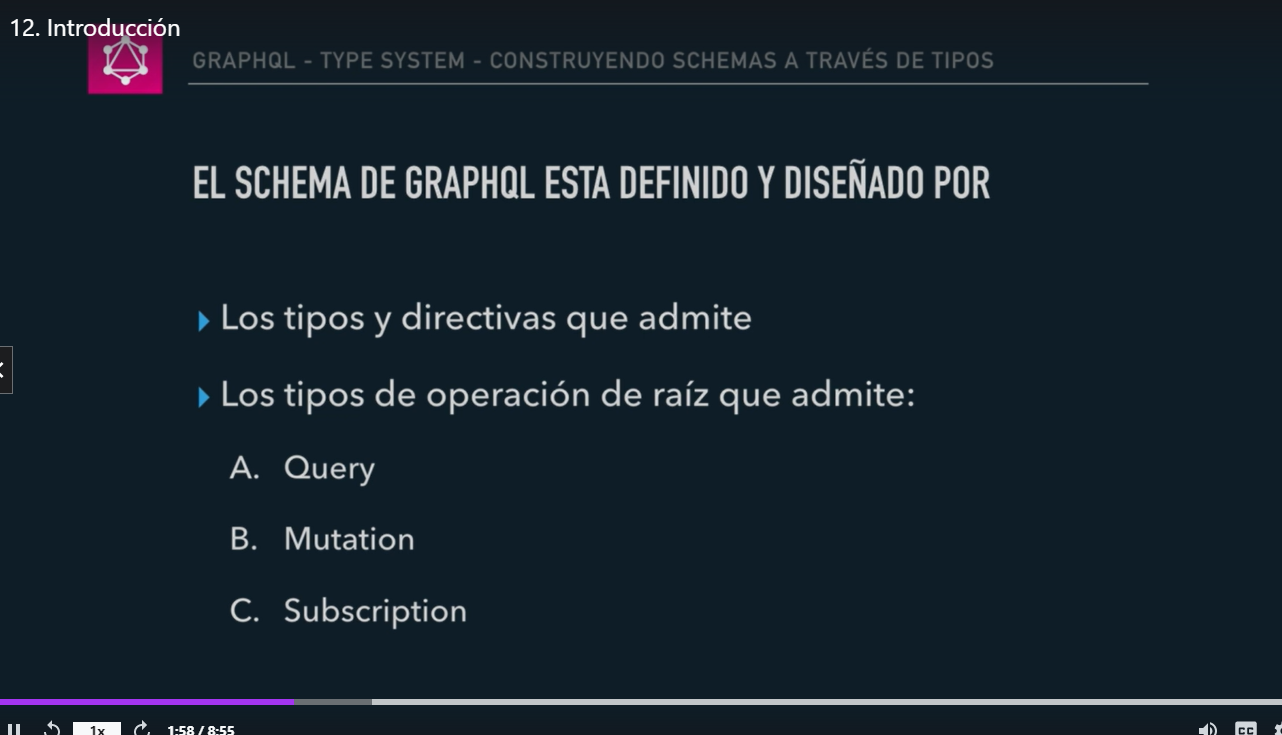 12. Introducción
GRAPHQL - TYPE SYSTEM - CONSTRUYENDO SCHEMAS A TRAVÉS DE TIPOS
EL SCHEMA DE GRAPHQL ESTA DEFINIDO Y DISEÑADO POR
Los tipos y directivas que admite
Los tipos de operación de raíz que admite:
A. Query
B. Mutation
C. Subscription
1x 1:58 / 8:55 CC